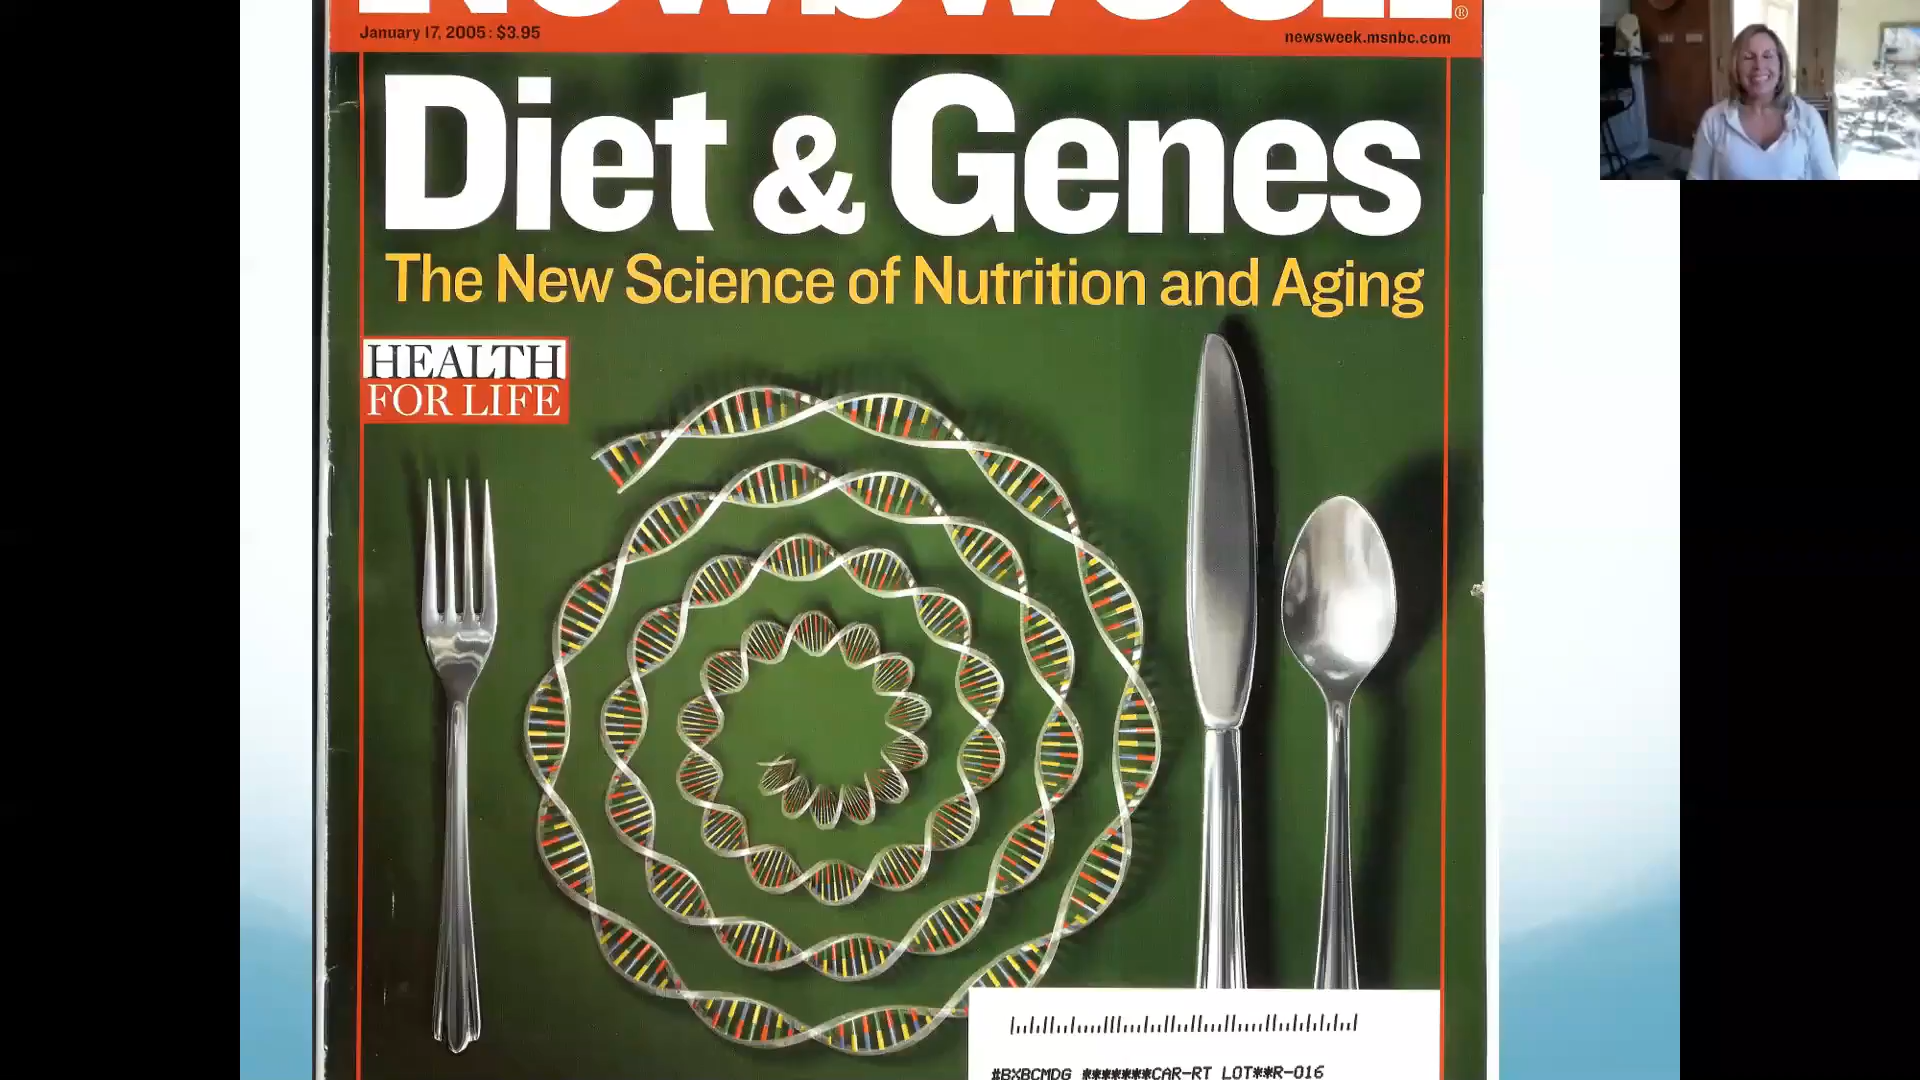 Newsweek®
January 17, 2005 : $3.95
newsweek.msnbc.com
Diet & Genes
The New Science of Nutrition and Aging
HEALTH
FOR LIFE
#BXBCMDG *******CAR-RT LOT**R-016